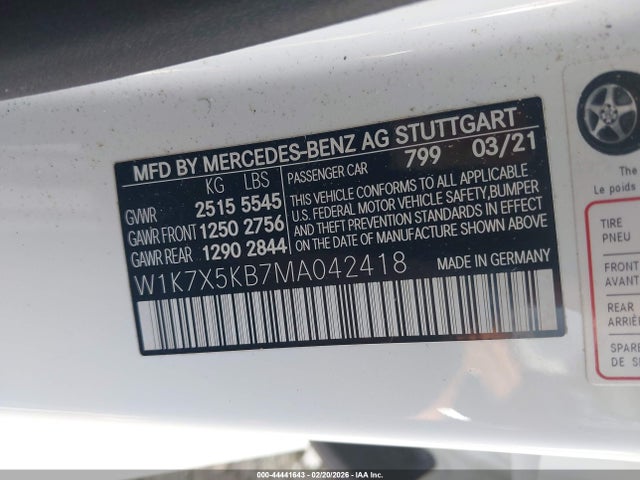 MFD BY MERCEDES-BENZ AG STUTTGART
KG LBS
PASSENGER CAR 799 03/21
GVWR 2515 5545
GAWR FRONT 1250 2756
GAWR REAR 1290 2844
THIS VEHICLE CONFORMS TO ALL APPLICABLE
U.S. FEDERAL MOTOR VEHICLE SAFETY,BUMPER
AND THEFT PREVENTION STANDARDS IN EFFECT
ON THE DATE OF MANUFACTURE SHOWN ABOVE
W1K7X5KB7MA042418 MADE IN GERMANY
The
Le poids
TIRE
PNEU
FRONT
AVANT
REAR
ARRIÈR
SPARE
DE S
000-44441643 - 02/20/2026 - IAA Inc.